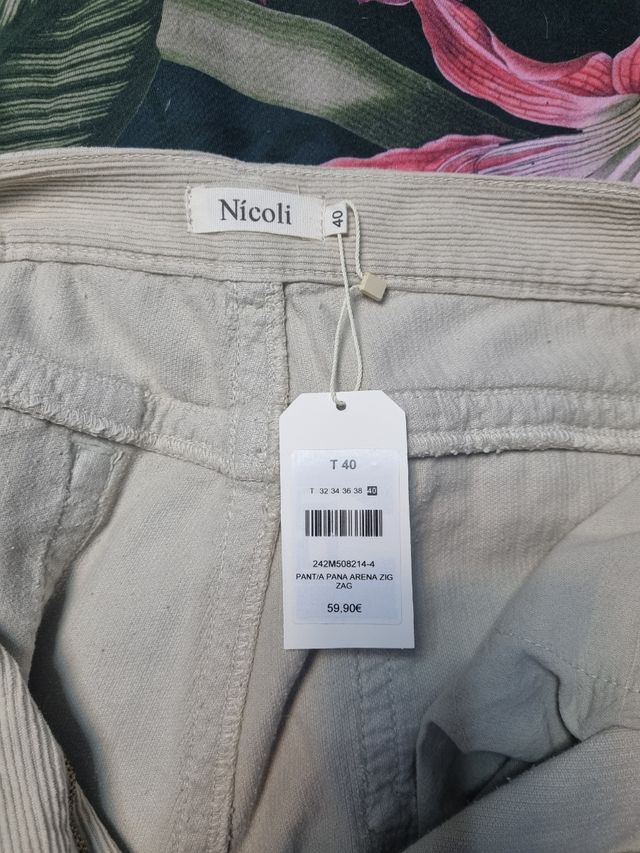 Nícoli
40
T 40
T 32 34 36 38 40
242M508214-4
PANT/A PANA ARENA ZIG
ZAG
59,90€